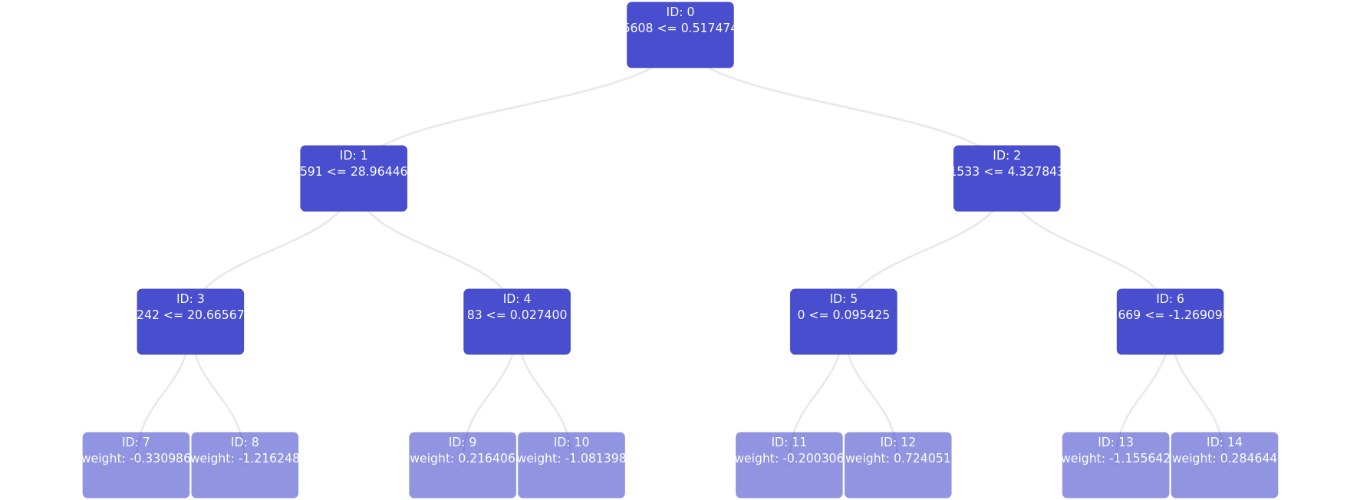 ID: 0
5608 <= 0.517474
ID: 1
591 <= 28.96446
ID: 2
1533 <= 4.327843
ID: 3
242 <= 20.66567
ID: 4
83 <= 0.027400
ID: 5
0 <= 0.095425
ID: 6
669 <= -1.26909
ID: 7
weight: -0.330986
ID: 8
weight: -1.216248
ID: 9
weight: 0.216406
ID: 10
weight: -1.081398
ID: 11
weight: -0.200306
ID: 12
weight: 0.724051
ID: 13
weight: -1.155642
ID: 14
weight: 0.284644